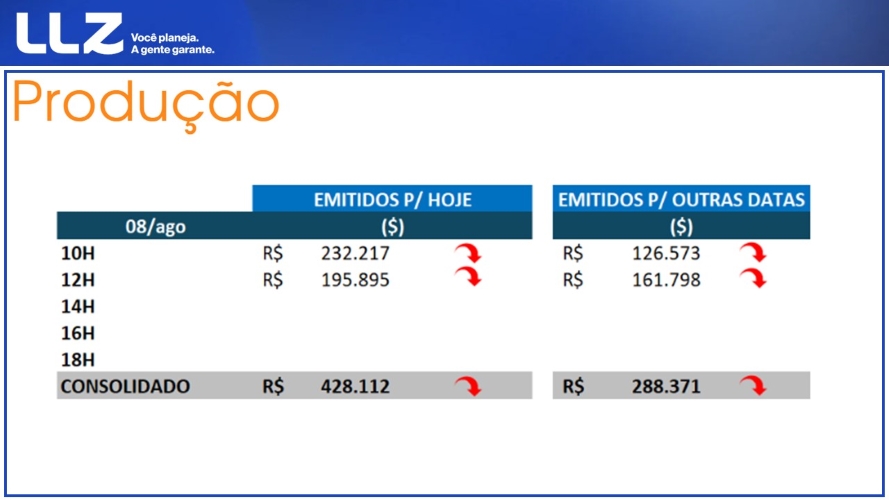 LLZ
Você planeja.
A gente garante.
Produção
EMITIDOS P/ HOJE EMITIDOS P/ OUTRAS DATAS
08/ago ($) ($)
10H R$ 232.217 R$ 126.573
12H R$ 195.895 R$ 161.798
14H
16H
18H
CONSOLIDADO R$ 428.112 R$ 288.371